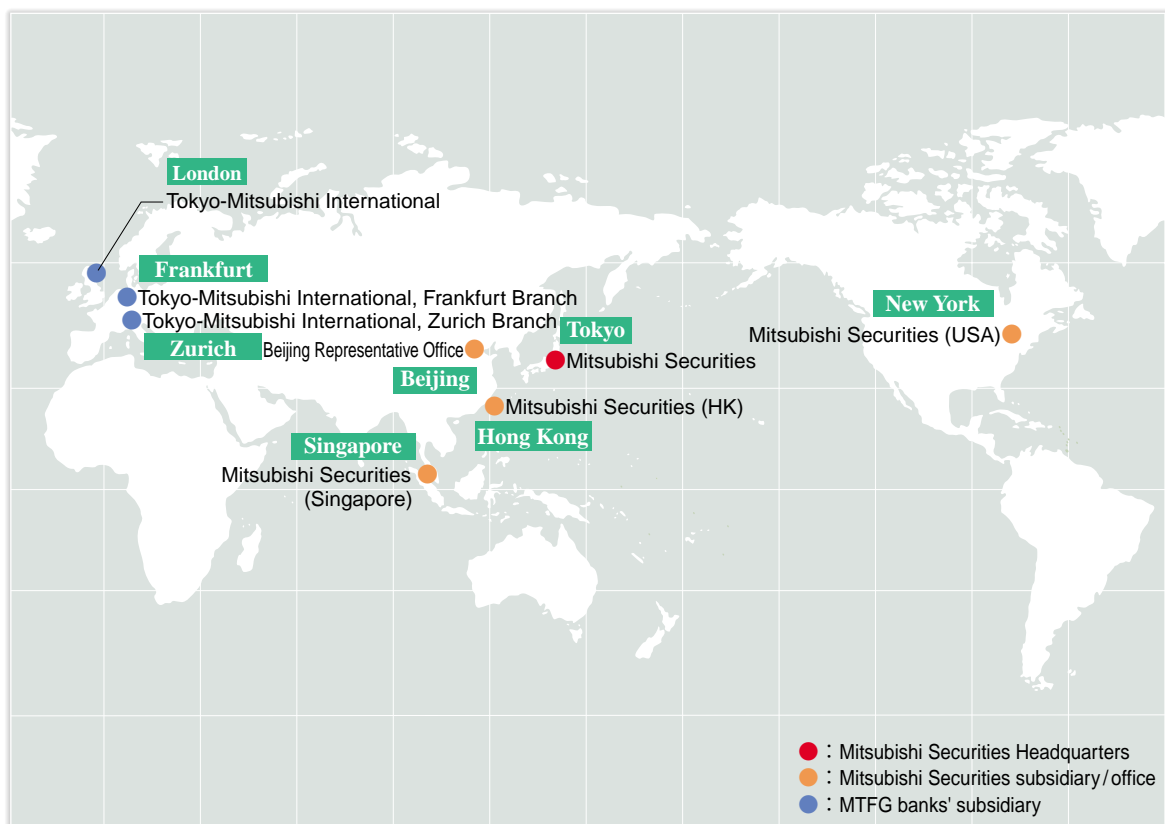 London
Tokyo-Mitsubishi International
Frankfurt
Tokyo-Mitsubishi International, Frankfurt Branch
Tokyo-Mitsubishi International, Zurich Branch
Zurich
Beijing Representative Office
Beijing
Tokyo
Mitsubishi Securities
New York
Mitsubishi Securities (USA)
Mitsubishi Securities (HK)
Hong Kong
Singapore
Mitsubishi Securities
(Singapore)
: Mitsubishi Securities Headquarters
: Mitsubishi Securities subsidiary/office
: MTFG banks' subsidiary